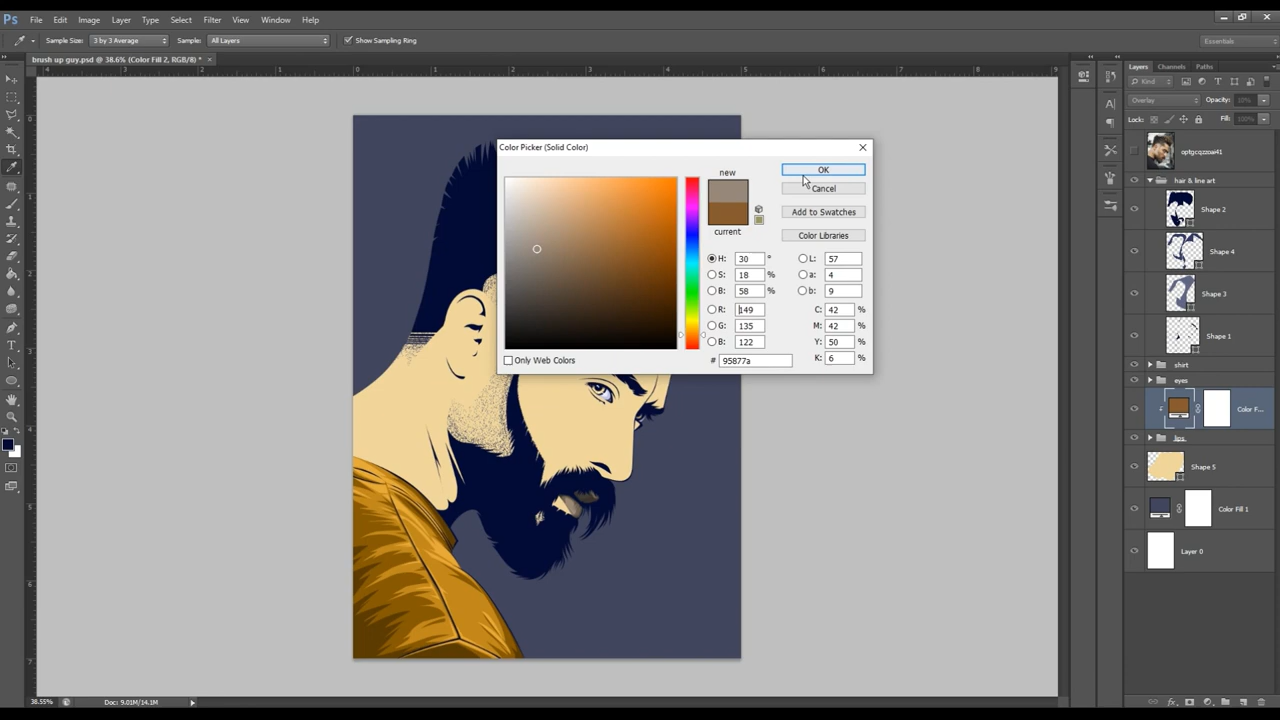 Ps File Edit Image Layer Type Select Filter View Window Help
Sample Size: 3 by 3 Average Sample: All Layers Show Sampling Ring Essentials
brush up guy.psd @ 38.6% (Color Fill 2, RGB/8) * ×
Layers Channels Paths
Kind
Overlay Opacity: 10%
Lock: Fill: 100%
optgcqzzoai41
hair & line art
Shape 2
Shape 4
Shape 3
Shape 1
shirt
eyes
Color F...
lips
Shape 5
Color Fill 1
Layer 0
Color Picker (Solid Color)
new
current
OK
Cancel
Add to Swatches
Color Libraries
H: 30 ° L: 57
S: 18 % a: 4
B: 58 % b: 9
R: 149 C: 42 %
G: 135 M: 42 %
B: 122 Y: 50 %
# 95877a K: 6 %
Only Web Colors
38.55% Doc: 9.01M/14.1M